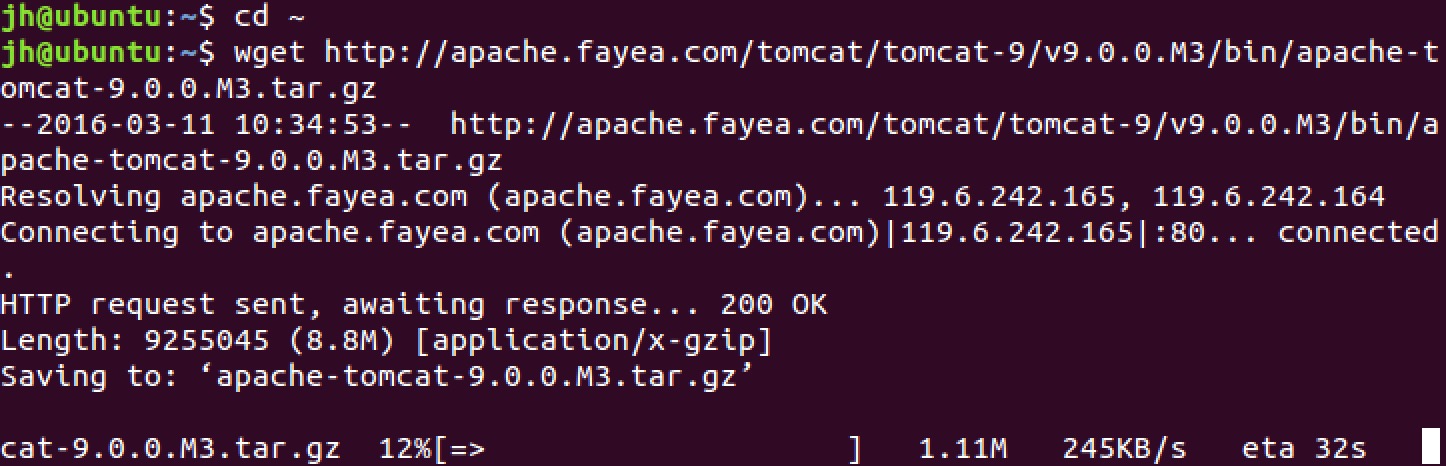 jh@ubuntu:~$ cd ~
jh@ubuntu:~$ wget http://apache.fayea.com/tomcat/tomcat-9/v9.0.0.M3/bin/apache-t
omcat-9.0.0.M3.tar.gz
--2016-03-11 10:34:53--  http://apache.fayea.com/tomcat/tomcat-9/v9.0.0.M3/bin/a
pache-tomcat-9.0.0.M3.tar.gz
Resolving apache.fayea.com (apache.fayea.com)... 119.6.242.165, 119.6.242.164
Connecting to apache.fayea.com (apache.fayea.com)|119.6.242.165|:80... connected
.
HTTP request sent, awaiting response... 200 OK
Length: 9255045 (8.8M) [application/x-gzip]
Saving to: ‘apache-tomcat-9.0.0.M3.tar.gz’

cat-9.0.0.M3.tar.gz  12%[=>                    ]   1.11M   245KB/s   eta 32s